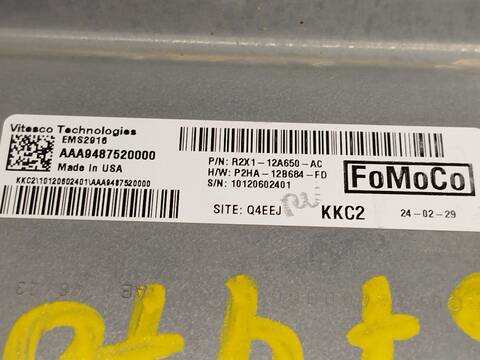 Vitesco Technologies
EMS2916
AAA9487520000
Made in USA
KKC2\10120602401\AAA9487520000
P/N: R2X1-12A650-AC
H/W: P2HA-12B684-FD
S/N: 10120602401
FoMoCo
SITE: Q4EEJ
KKC2
24-02-29